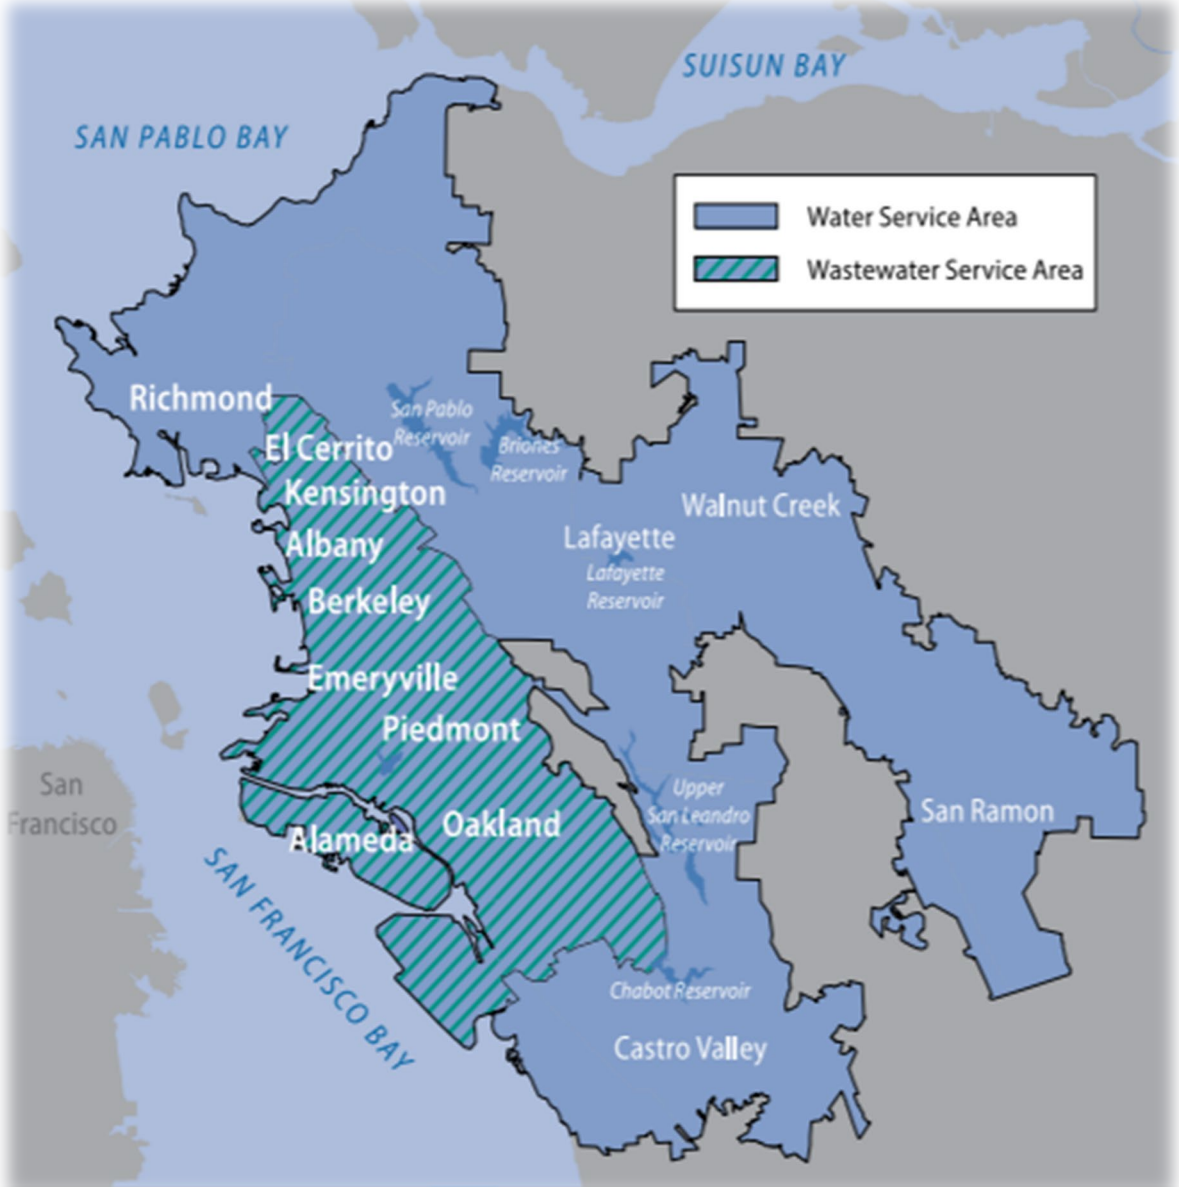 SUISUN BAY
SAN PABLO BAY
Water Service Area
Wastewater Service Area
Richmond
San Pablo
Reservoir
El Cerrito
Briones
Reservoir
Kensington
Walnut Creek
Albany
Lafayette
Lafayette
Reservoir
Berkeley
Emeryville
Piedmont
San
Francisco
Upper
San Leandro
Reservoir
Oakland
San Ramon
Alameda
SAN FRANCISCO BAY
Chabot Reservoir
Castro Valley